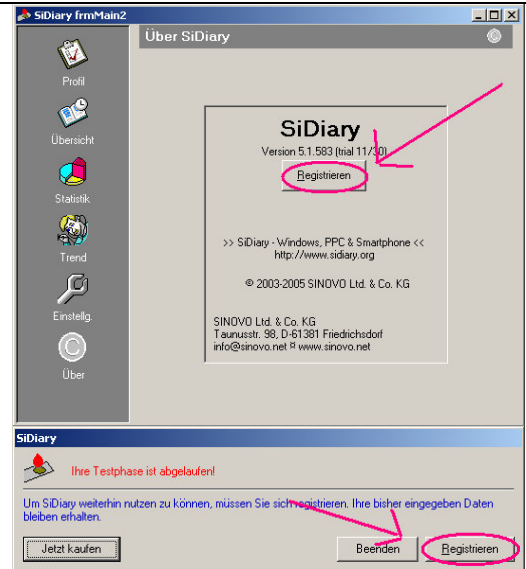 SiDiary frmMain2
Über SiDiary
Profil
Übersicht
Statistik
Trend
Einstellg.
Über
SiDiary
Version 5.1.583 (trial 11/30)
Registrieren
>> SiDiary - Windows, PPC & Smartphone <<
http://www.sidiary.org
© 2003-2005 SINOVO Ltd. & Co. KG
SINOVO Ltd. & Co. KG
Taunusstr. 98, D-61381 Friedrichsdorf
info@sinovo.net ¤ www.sinovo.net
SiDiary
Ihre Testphase ist abgelaufen!
Um SiDiary weiterhin nutzen zu können, müssen Sie sich registrieren. Ihre bisher eingegeben Daten
bleiben erhalten.
Jetzt kaufen
Beenden
Registrieren